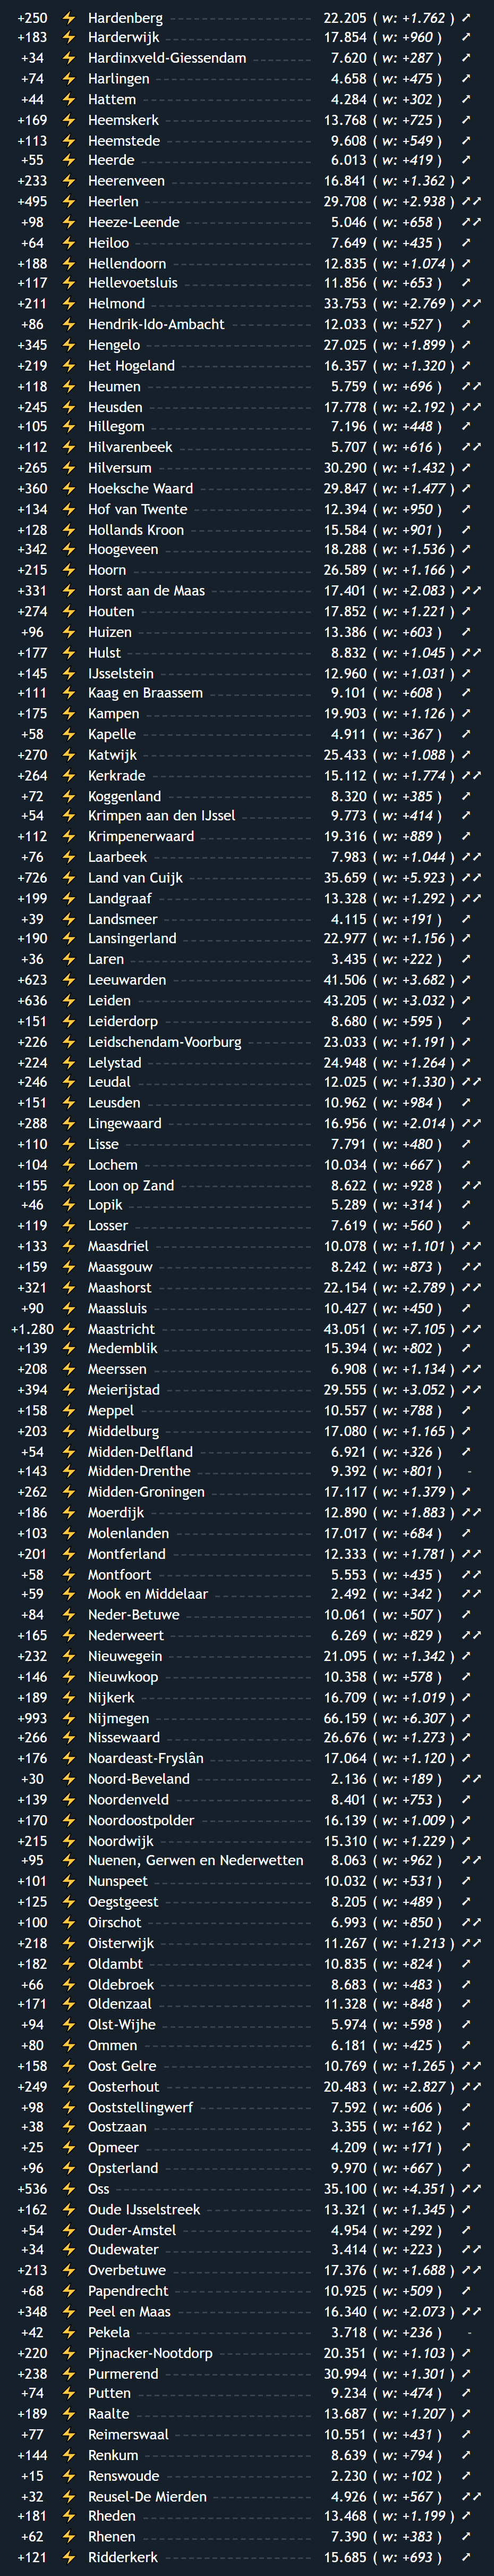 +250 ⚡ Hardenberg 22.205 ( w: +1.762 ) ➚
+183 ⚡ Harderwijk 17.854 ( w: +960 ) ➚
+34 ⚡ Hardinxveld-Giessendam 7.620 ( w: +287 ) ➚
+74 ⚡ Harlingen 4.658 ( w: +475 ) ➚
+44 ⚡ Hattem 4.284 ( w: +302 ) ➚
+169 ⚡ Heemskerk 13.768 ( w: +725 ) ➚
+113 ⚡ Heemstede 9.608 ( w: +549 ) ➚
+55 ⚡ Heerde 6.013 ( w: +419 ) ➚
+233 ⚡ Heerenveen 16.841 ( w: +1.362 ) ➚
+495 ⚡ Heerlen 29.708 ( w: +2.938 ) ➚➚
+98 ⚡ Heeze-Leende 5.046 ( w: +658 ) ➚➚
+64 ⚡ Heiloo 7.649 ( w: +435 ) ➚
+188 ⚡ Hellendoorn 12.835 ( w: +1.074 ) ➚
+117 ⚡ Hellevoetsluis 11.856 ( w: +653 ) ➚
+211 ⚡ Helmond 33.753 ( w: +2.769 ) ➚➚
+86 ⚡ Hendrik-Ido-Ambacht 12.033 ( w: +527 ) ➚
+345 ⚡ Hengelo 27.025 ( w: +1.899 ) ➚
+219 ⚡ Het Hogeland 16.357 ( w: +1.320 ) ➚
+118 ⚡ Heumen 5.759 ( w: +696 ) ➚➚
+245 ⚡ Heusden 17.778 ( w: +2.192 ) ➚➚
+105 ⚡ Hillegom 7.196 ( w: +448 ) ➚
+112 ⚡ Hilvarenbeek 5.707 ( w: +616 ) ➚➚
+265 ⚡ Hilversum 30.290 ( w: +1.432 ) ➚
+360 ⚡ Hoeksche Waard 29.847 ( w: +1.477 ) ➚
+134 ⚡ Hof van Twente 12.394 ( w: +950 ) ➚
+128 ⚡ Hollands Kroon 15.584 ( w: +901 ) ➚
+342 ⚡ Hoogeveen 18.288 ( w: +1.536 ) ➚
+215 ⚡ Hoorn 26.589 ( w: +1.166 ) ➚
+331 ⚡ Horst aan de Maas 17.401 ( w: +2.083 ) ➚➚
+274 ⚡ Houten 17.852 ( w: +1.221 ) ➚
+96 ⚡ Huizen 13.386 ( w: +603 ) ➚
+177 ⚡ Hulst 8.832 ( w: +1.045 ) ➚➚
+145 ⚡ IJsselstein 12.960 ( w: +1.031 ) ➚
+111 ⚡ Kaag en Braassem 9.101 ( w: +608 ) ➚
+175 ⚡ Kampen 19.903 ( w: +1.126 ) ➚
+58 ⚡ Kapelle 4.911 ( w: +367 ) ➚
+270 ⚡ Katwijk 25.433 ( w: +1.088 ) ➚
+264 ⚡ Kerkrade 15.112 ( w: +1.774 ) ➚➚
+72 ⚡ Koggenland 8.320 ( w: +385 ) ➚
+54 ⚡ Krimpen aan den IJssel 9.773 ( w: +414 ) ➚
+112 ⚡ Krimpenerwaard 19.316 ( w: +889 ) ➚
+76 ⚡ Laarbeek 7.983 ( w: +1.044 ) ➚➚
+726 ⚡ Land van Cuijk 35.659 ( w: +5.923 ) ➚➚
+199 ⚡ Landgraaf 13.328 ( w: +1.292 ) ➚➚
+39 ⚡ Landsmeer 4.115 ( w: +191 ) ➚
+190 ⚡ Lansingerland 22.977 ( w: +1.156 ) ➚
+36 ⚡ Laren 3.435 ( w: +222 ) ➚
+623 ⚡ Leeuwarden 41.506 ( w: +3.682 ) ➚
+636 ⚡ Leiden 43.205 ( w: +3.032 ) ➚
+151 ⚡ Leiderdorp 8.680 ( w: +595 ) ➚
+226 ⚡ Leidschendam-Voorburg 23.033 ( w: +1.191 ) ➚
+224 ⚡ Lelystad 24.948 ( w: +1.264 ) ➚
+246 ⚡ Leudal 12.025 ( w: +1.330 ) ➚➚
+151 ⚡ Leusden 10.962 ( w: +984 ) ➚
+288 ⚡ Lingewaard 16.956 ( w: +2.014 ) ➚➚
+110 ⚡ Lisse 7.791 ( w: +480 ) ➚
+104 ⚡ Lochem 10.034 ( w: +667 ) ➚
+155 ⚡ Loon op Zand 8.622 ( w: +928 ) ➚➚
+46 ⚡ Lopik 5.289 ( w: +314 ) ➚
+119 ⚡ Losser 7.619 ( w: +560 ) ➚
+133 ⚡ Maasdriel 10.078 ( w: +1.101 ) ➚➚
+159 ⚡ Maasgouw 8.242 ( w: +873 ) ➚➚
+321 ⚡ Maashorst 22.154 ( w: +2.789 ) ➚➚
+90 ⚡ Maassluis 10.427 ( w: +450 ) ➚
+1.280 ⚡ Maastricht 43.051 ( w: +7.105 ) ➚➚
+139 ⚡ Medemblik 15.394 ( w: +802 ) ➚
+208 ⚡ Meerssen 6.908 ( w: +1.134 ) ➚➚
+394 ⚡ Meierijstad 29.555 ( w: +3.052 ) ➚➚
+158 ⚡ Meppel 10.557 ( w: +788 ) ➚
+203 ⚡ Middelburg 17.080 ( w: +1.165 ) ➚
+54 ⚡ Midden-Delfland 6.921 ( w: +326 ) ➚
+143 ⚡ Midden-Drenthe 9.392 ( w: +801 ) -
+262 ⚡ Midden-Groningen 17.117 ( w: +1.379 ) ➚
+186 ⚡ Moerdijk 12.890 ( w: +1.883 ) ➚➚
+103 ⚡ Molenlanden 17.017 ( w: +684 ) ➚
+201 ⚡ Montferland 12.333 ( w: +1.781 ) ➚➚
+58 ⚡ Montfoort 5.553 ( w: +435 ) ➚➚
+59 ⚡ Mook en Middelaar 2.492 ( w: +342 ) ➚➚
+84 ⚡ Neder-Betuwe 10.061 ( w: +507 ) ➚
+165 ⚡ Nederweert 6.269 ( w: +829 ) ➚➚
+232 ⚡ Nieuwegein 21.095 ( w: +1.342 ) ➚
+146 ⚡ Nieuwkoop 10.358 ( w: +578 ) ➚
+189 ⚡ Nijkerk 16.709 ( w: +1.019 ) ➚
+993 ⚡ Nijmegen 66.159 ( w: +6.307 ) ➚
+266 ⚡ Nissewaard 26.676 ( w: +1.273 ) ➚
+176 ⚡ Noardeast-Fryslân 17.064 ( w: +1.120 ) ➚
+30 ⚡ Noord-Beveland 2.136 ( w: +189 ) ➚➚
+139 ⚡ Noordenveld 8.401 ( w: +753 ) ➚
+170 ⚡ Noordoostpolder 16.139 ( w: +1.009 ) ➚
+215 ⚡ Noordwijk 15.310 ( w: +1.229 ) ➚
+95 ⚡ Nuenen, Gerwen en Nederwetten 8.063 ( w: +962 ) ➚➚
+101 ⚡ Nunspeet 10.032 ( w: +531 ) ➚
+125 ⚡ Oegstgeest 8.205 ( w: +489 ) ➚
+100 ⚡ Oirschot 6.993 ( w: +850 ) ➚➚
+218 ⚡ Oisterwijk 11.267 ( w: +1.213 ) ➚➚
+182 ⚡ Oldambt 10.835 ( w: +824 ) ➚
+66 ⚡ Oldebroek 8.683 ( w: +483 ) ➚
+171 ⚡ Oldenzaal 11.328 ( w: +848 ) ➚
+94 ⚡ Olst-Wijhe 5.974 ( w: +598 ) ➚
+80 ⚡ Ommen 6.181 ( w: +425 ) ➚
+158 ⚡ Oost Gelre 10.769 ( w: +1.265 ) ➚➚
+249 ⚡ Oosterhout 20.483 ( w: +2.827 ) ➚➚
+98 ⚡ Ooststellingwerf 7.592 ( w: +606 ) ➚
+38 ⚡ Oostzaan 3.355 ( w: +162 ) ➚
+25 ⚡ Opmeer 4.209 ( w: +171 ) ➚
+96 ⚡ Opsterland 9.970 ( w: +667 ) ➚
+536 ⚡ Oss 35.100 ( w: +4.351 ) ➚➚
+162 ⚡ Oude IJsselstreek 13.321 ( w: +1.345 ) ➚
+54 ⚡ Ouder-Amstel 4.954 ( w: +292 ) ➚
+34 ⚡ Oudewater 3.414 ( w: +223 ) ➚➚
+213 ⚡ Overbetuwe 17.376 ( w: +1.688 ) ➚➚
+68 ⚡ Papendrecht 10.925 ( w: +509 ) ➚
+348 ⚡ Peel en Maas 16.340 ( w: +2.073 ) ➚➚
+42 ⚡ Pekela 3.718 ( w: +236 ) -
+220 ⚡ Pijnacker-Nootdorp 20.351 ( w: +1.103 ) ➚
+238 ⚡ Purmerend 30.994 ( w: +1.301 ) ➚
+74 ⚡ Putten 9.234 ( w: +474 ) ➚
+189 ⚡ Raalte 13.687 ( w: +1.207 ) ➚
+77 ⚡ Reimerswaal 10.551 ( w: +431 ) ➚
+144 ⚡ Renkum 8.639 ( w: +794 ) ➚
+15 ⚡ Renswoude 2.230 ( w: +102 ) ➚
+32 ⚡ Reusel-De Mierden 4.926 ( w: +567 ) ➚➚
+181 ⚡ Rheden 13.468 ( w: +1.199 ) ➚
+62 ⚡ Rhenen 7.390 ( w: +383 ) ➚
+121 ⚡ Ridderkerk 15.685 ( w: +693 ) ➚